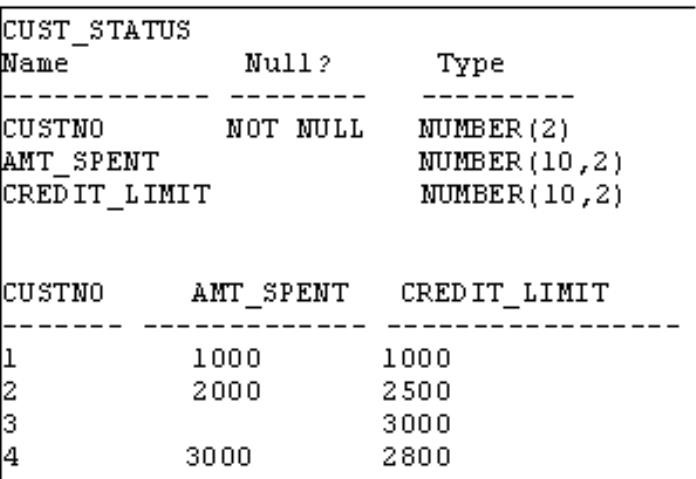 CUST_STATUS
Name Null? Type
------------ -------- ---------
CUSTNO NOT NULL NUMBER(2)
AMT_SPENT NUMBER(10,2)
CREDIT_LIMIT NUMBER(10,2)
CUSTNO AMT_SPENT CREDIT_LIMIT
------- ------------- -----------------
1 1000 1000
2 2000 2500
3 3000
4 3000 2800